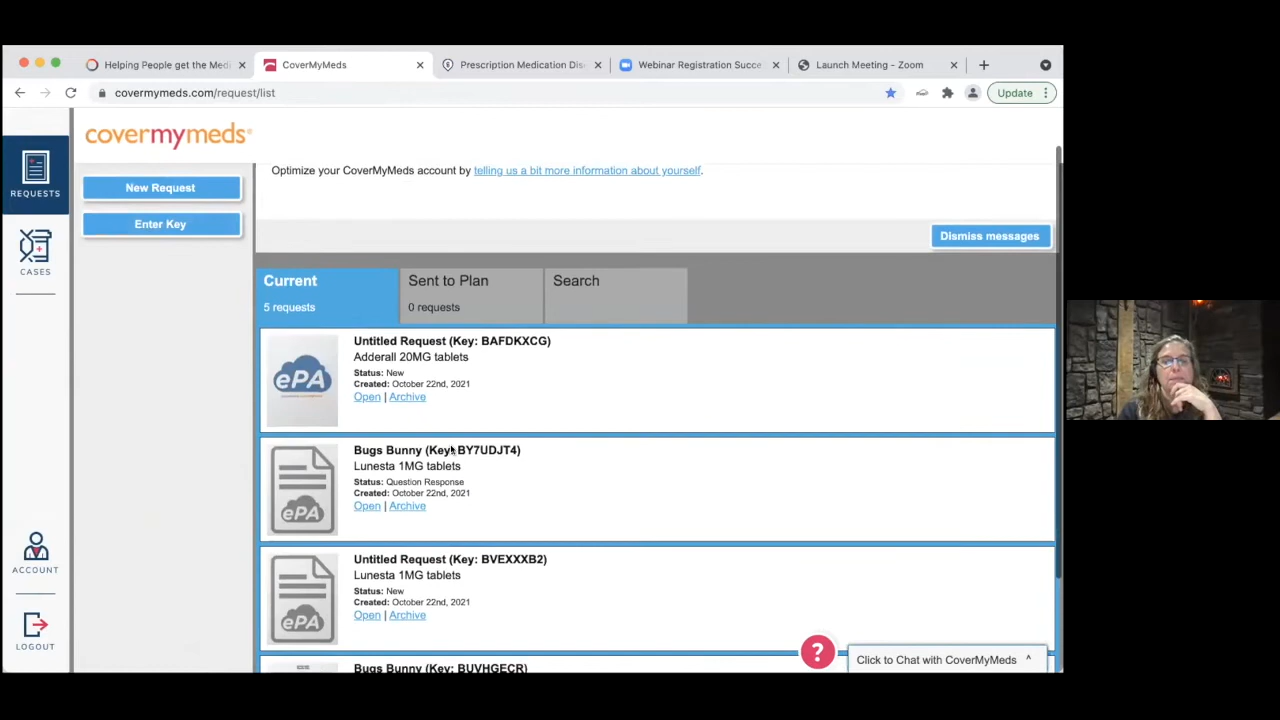 Helping People get the Med
CoverMyMeds
Prescription Medication Dis
Webinar Registration Succe
Launch Meeting - Zoom
covermymeds.com/request/list
Update
covermymeds
Optimize your CoverMyMeds account by telling us a bit more information about yourself.
REQUESTS
New Request
Enter Key
Dismiss messages
CASES
Current
5 requests
Sent to Plan
0 requests
Search
ePA
Untitled Request (Key: BAFDKXCG)
Adderall 20MG tablets
Status: New
Created: October 22nd, 2021
Open | Archive
ePA
Bugs Bunny (Key: BY7UDJT4)
Lunesta 1MG tablets
Status: Question Response
Created: October 22nd, 2021
Open | Archive
ePA
Untitled Request (Key: BVEXXXB2)
Lunesta 1MG tablets
Status: New
Created: October 22nd, 2021
Open | Archive
Bugs Bunny (Key: BUVHGECR)
ACCOUNT
LOGOUT
?
Click to Chat with CoverMyMeds ^